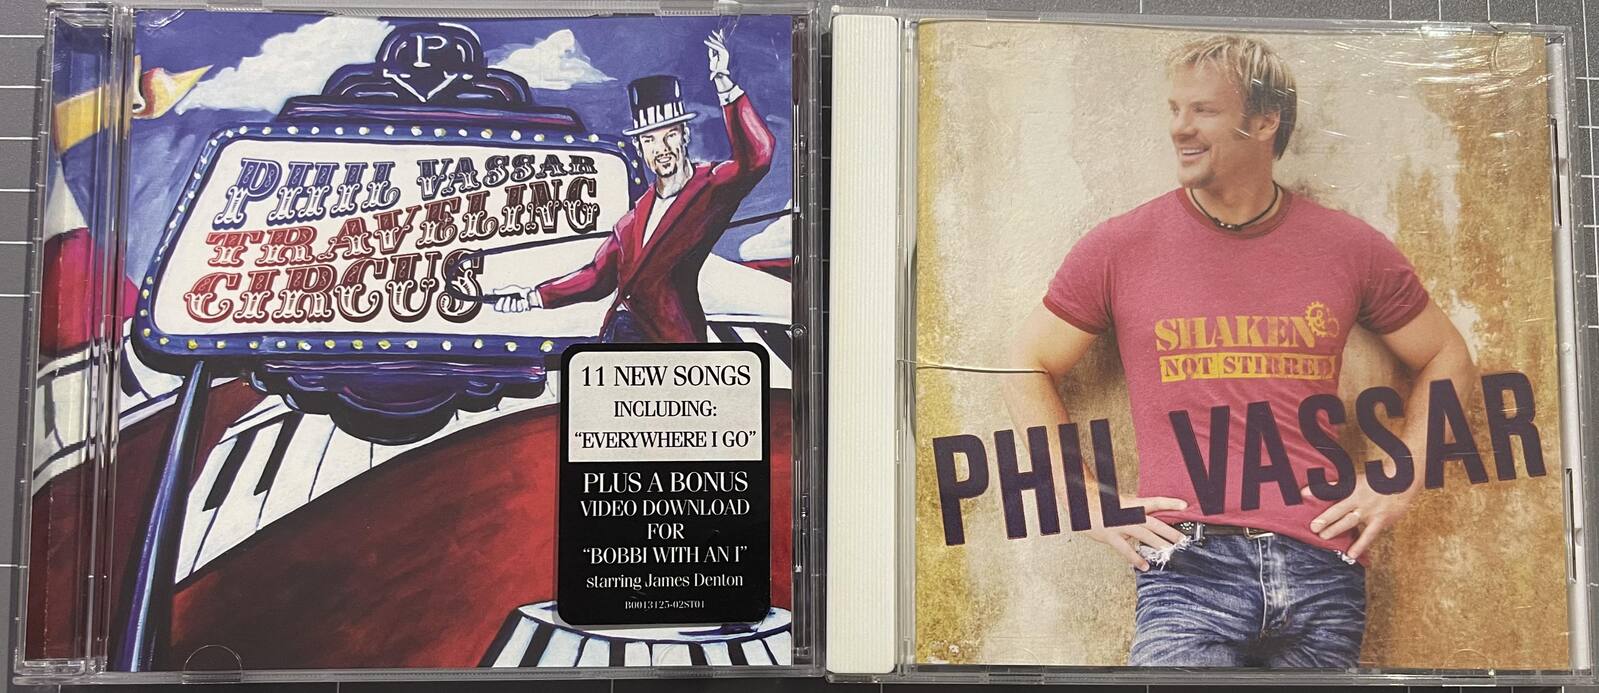 P
PHIL VASSAR
TRAVELING
CIRCUS
11 NEW SONGS
INCLUDING:
"EVERYWHERE I GO"
PLUS A BONUS
VIDEO DOWNLOAD
FOR
"BOBBI WITH AN I"
starring James Denton
B0013125-02ST01
SHAKEN
NOT STIRRED
PHIL VASSAR